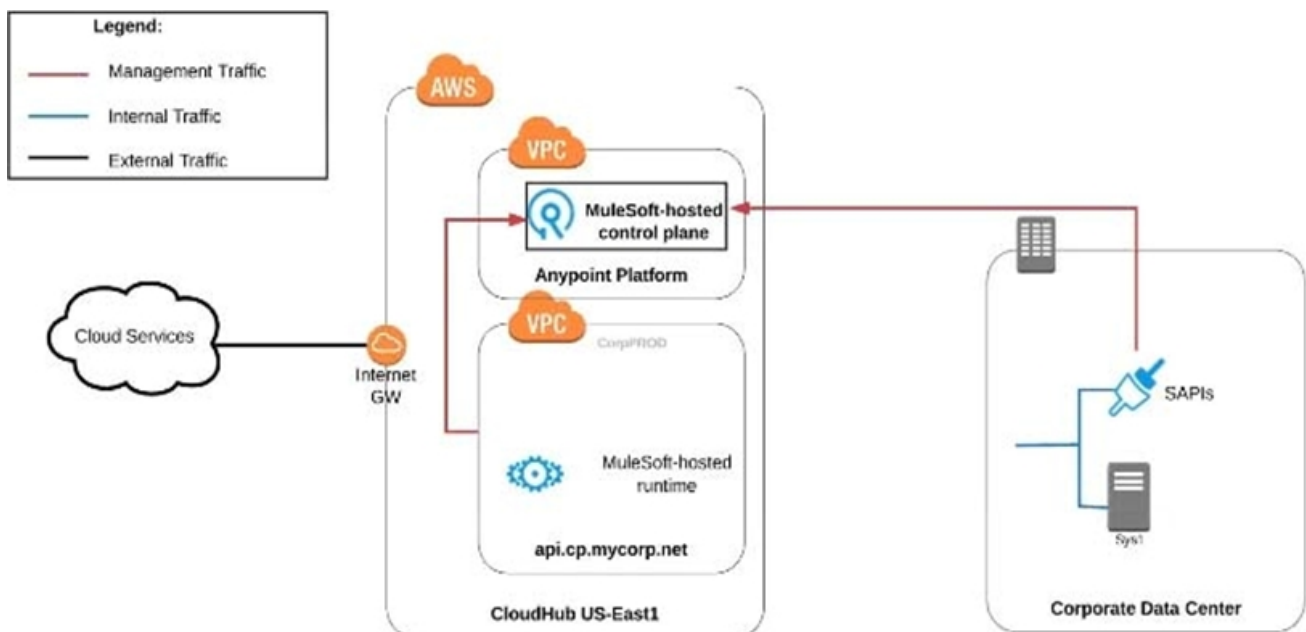 Legend:
Management Traffic
Internal Traffic
External Traffic
AWS
VPC
MuleSoft-hosted
control plane
Anypoint Platform
VPC
CorpPROD
Cloud Services
Internet
GW
MuleSoft-hosted
runtime
api.cp.mycorp.net
CloudHub US-East1
SAPIs
Sys1
Corporate Data Center